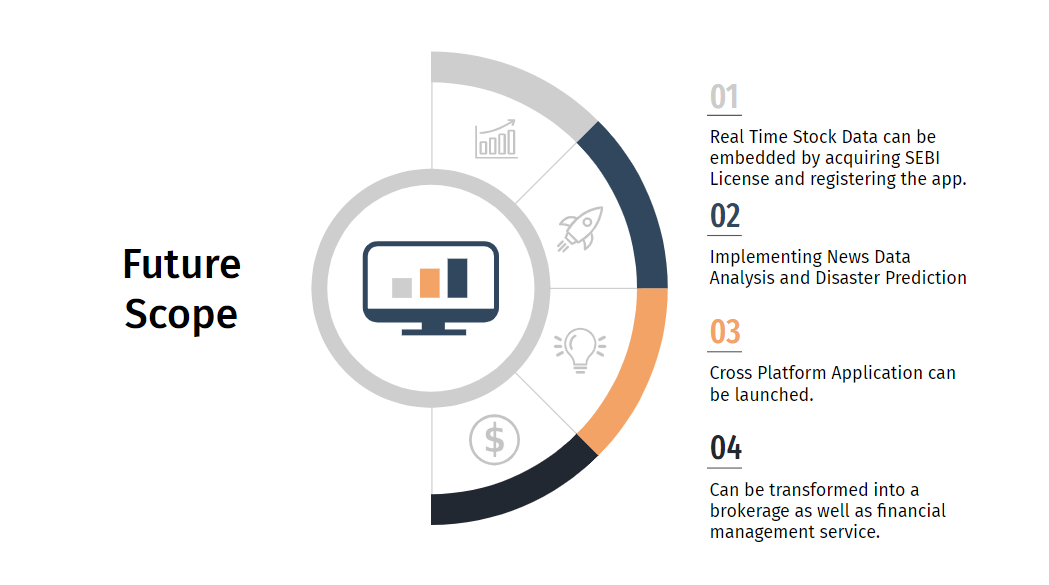 Future
Scope
$
01
Real Time Stock Data can be
embedded by acquiring SEBI
License and registering the app.
02
Implementing News Data
Analysis and Disaster Prediction
03
Cross Platform Application can
be launched.
04
Can be transformed into a
brokerage as well as financial
management service.